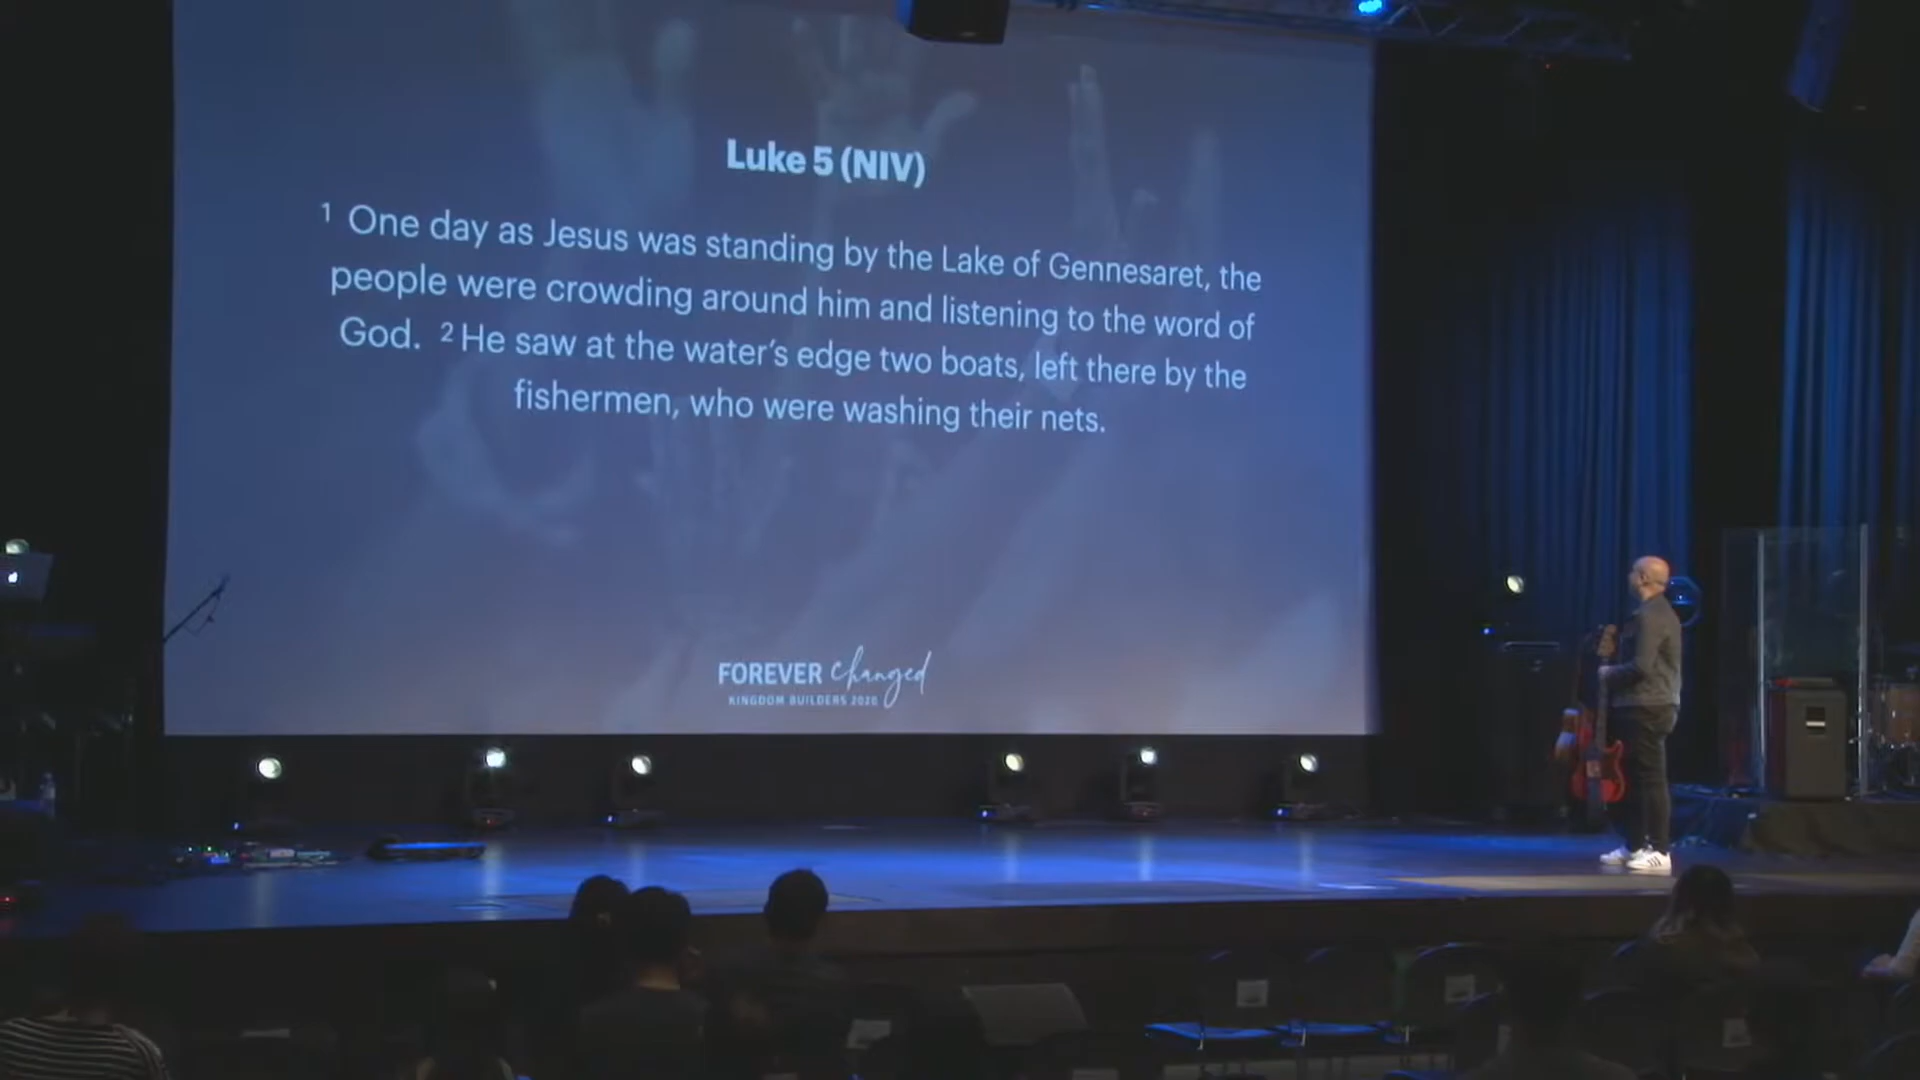 Luke 5 (NIV)
1 One day as Jesus was standing by the Lake of Gennesaret, the
people were crowding around him and listening to the word of
God. 2 He saw at the water's edge two boats, left there by the
fishermen, who were washing their nets.
FOREVER changed
KINGDOM BUILDERS 2020